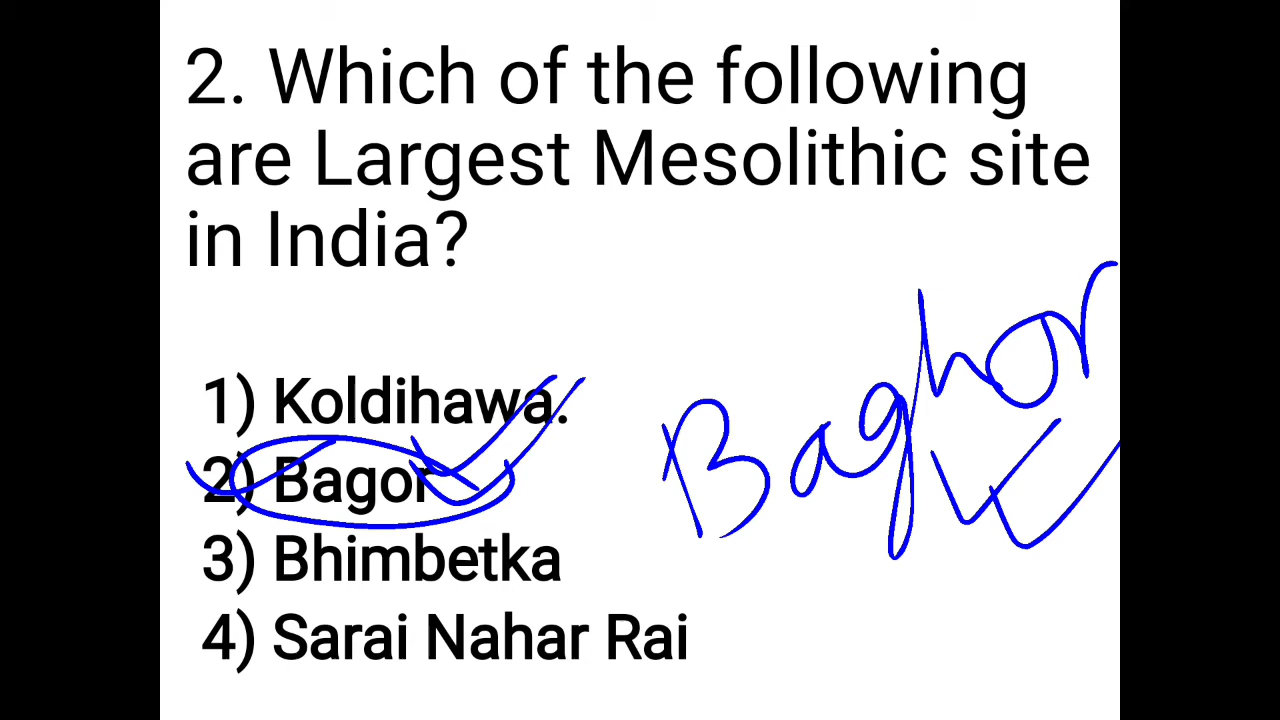 2. Which of the following
are Largest Mesolithic site
in India?
1) Koldihawa.
2) Bagor
3) Bhimbetka
4) Sarai Nahar Rai
Baghor